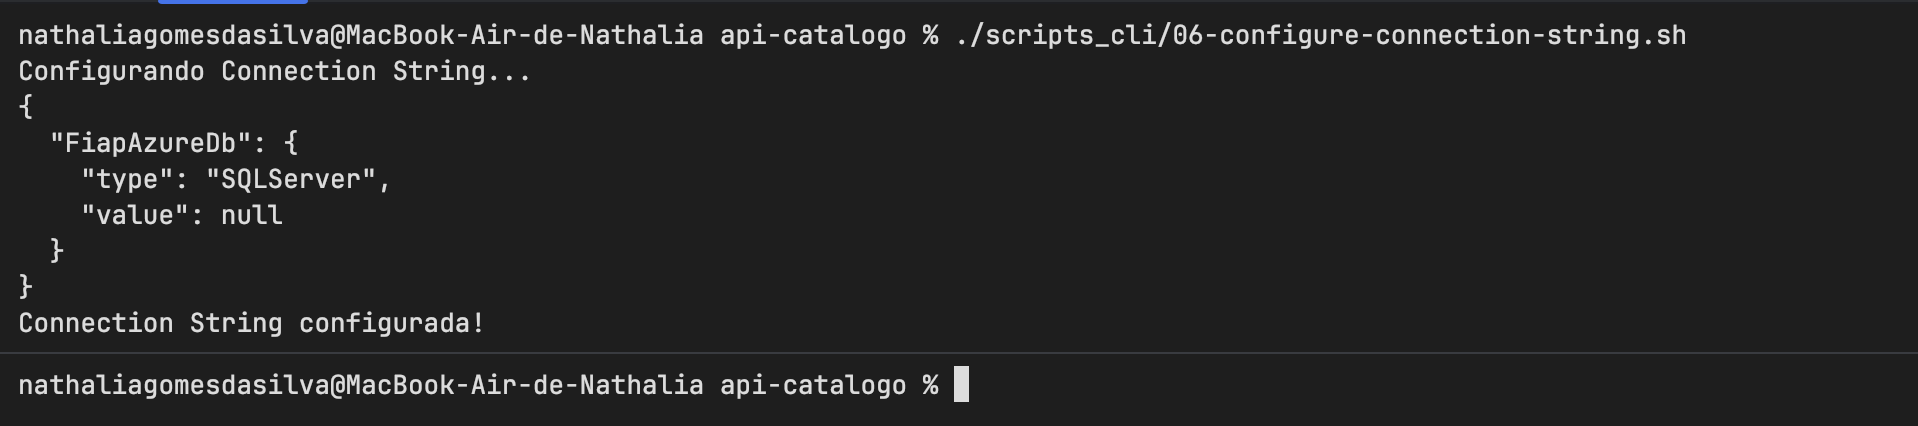 nathaliagomesdasilva@MacBook-Air-de-Nathalia api-catalogo % ./scripts_cli/06-configure-connection-string.sh
Configurando Connection String...
{
  "FiapAzureDb": {
    "type": "SQLServer",
    "value": null
  }
}
Connection String configurada!
nathaliagomesdasilva@MacBook-Air-de-Nathalia api-catalogo %